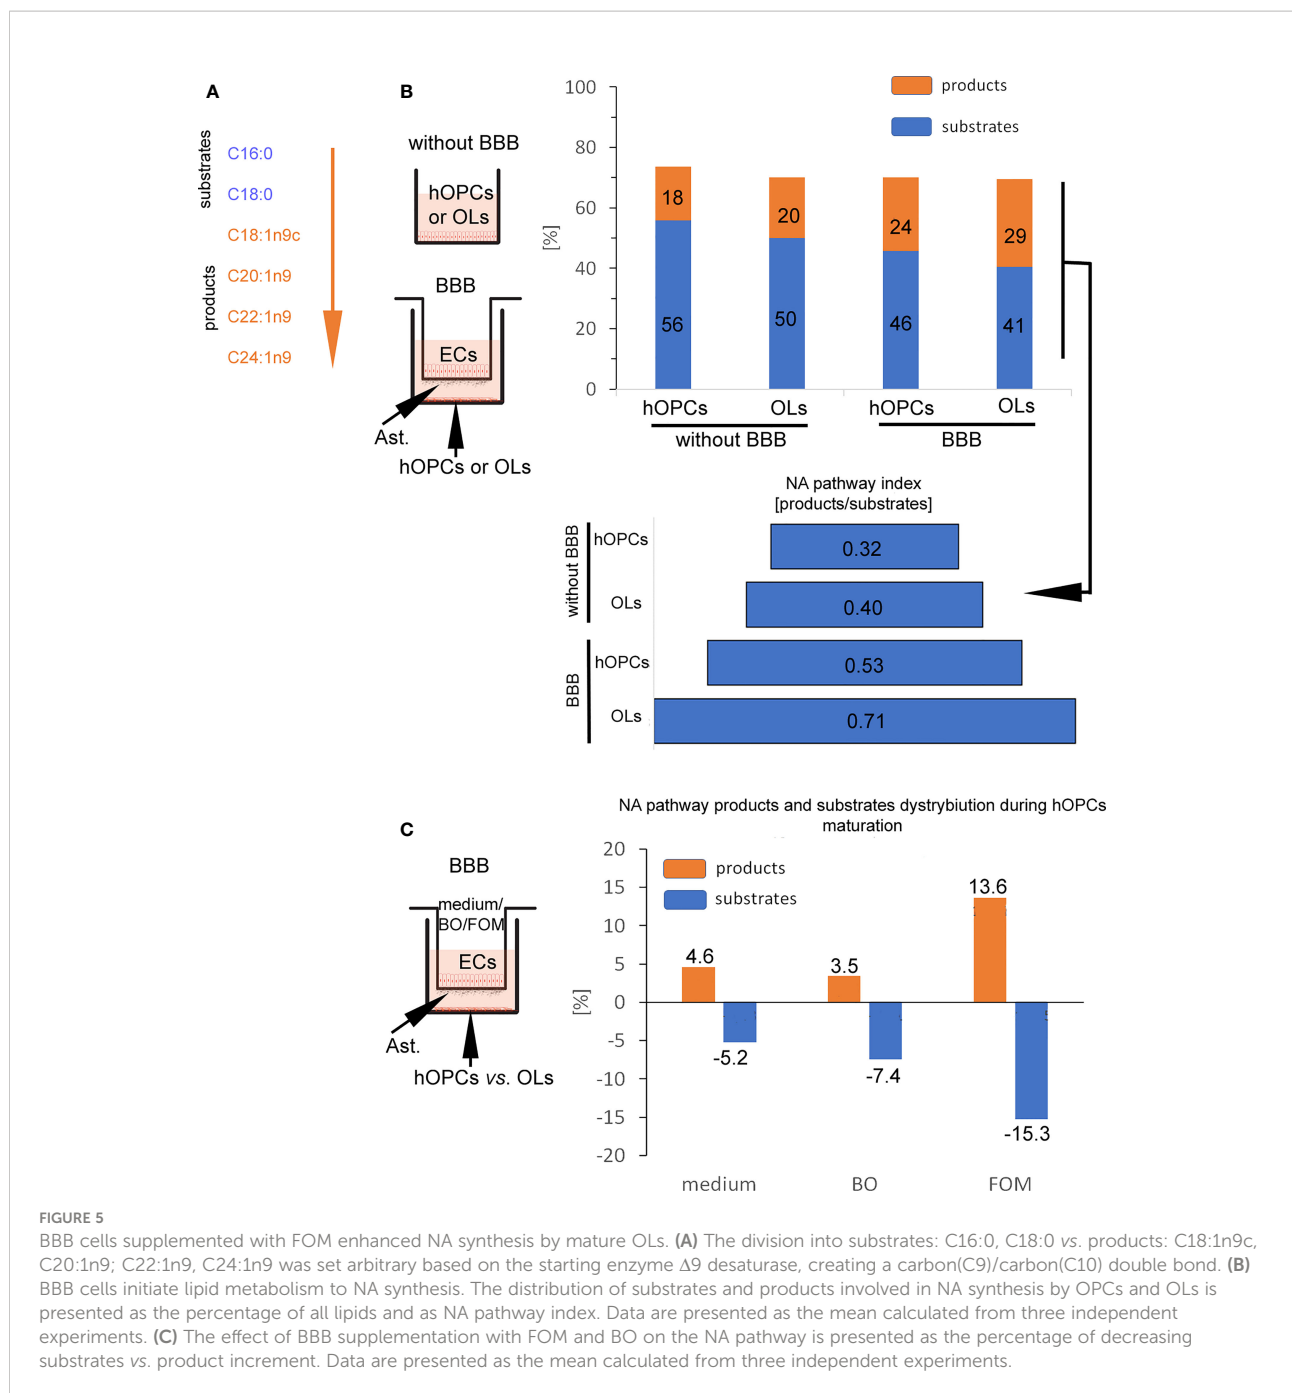 A
substrates
C16:0
C18:0
C18:1n9c
products
C20:1n9
C22:1n9
C24:1n9
B
without BBB
hOPCs
or OLs
BBB
ECs
Ast.
hOPCs or OLs
products
substrates
100
80
60
40
20
0
[%]
18
56
20
50
24
46
29
41
hOPCs
OLs
hOPCs
OLs
without BBB
BBB
NA pathway index
[products/substrates]
without BBB
hOPCs
0.32
OLs
0.40
BBB
hOPCs
0.53
OLs
0.71
C
BBB
medium/
BO/FOM
ECs
Ast.
hOPCs vs. OLs
NA pathway products and substrates dystrybiution during hOPCs
maturation
products
substrates
20
15
10
5
0
-5
-10
-15
-20
[%]
4.6
-5.2
3.5
-7.4
13.6
-15.3
medium
BO
FOM
FIGURE 5
BBB cells supplemented with FOM enhanced NA synthesis by mature OLs. (A) The division into substrates: C16:0, C18:0 vs. products: C18:1n9c,
C20:1n9; C22:1n9, C24:1n9 was set arbitrary based on the starting enzyme Δ9 desaturase, creating a carbon(C9)/carbon(C10) double bond. (B)
BBB cells initiate lipid metabolism to NA synthesis. The distribution of substrates and products involved in NA synthesis by OPCs and OLs is
presented as the percentage of all lipids and as NA pathway index. Data are presented as the mean calculated from three independent
experiments. (C) The effect of BBB supplementation with FOM and BO on the NA pathway is presented as the percentage of decreasing
substrates vs. product increment. Data are presented as the mean calculated from three independent experiments.